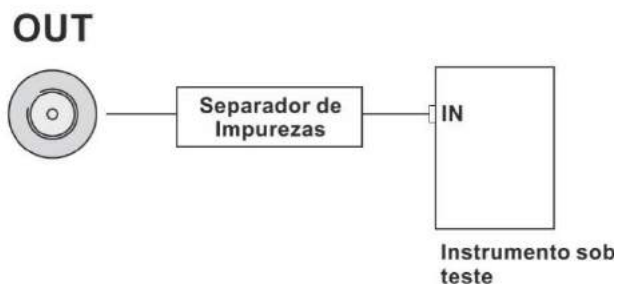 OUT
Separador de
Impurezas
IN
Instrumento sob
teste